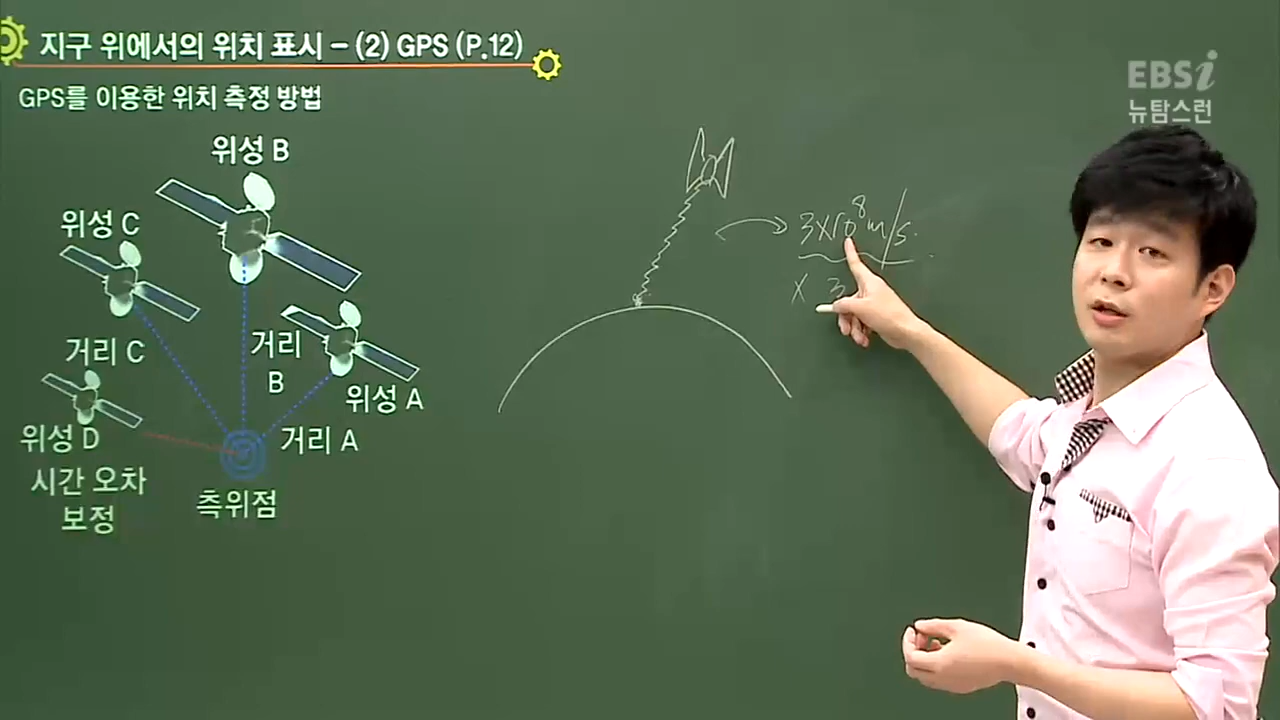 지구 위에서의 위치 표시 – (2) GPS (P.12)
GPS를 이용한 위치 측정 방법
EBSi
뉴탐스런
위성 B
위성 C
거리 C
거리
B
위성 A
위성 D
거리 A
시간 오차
보정
측위점
3×10⁸ m/s.
× 3